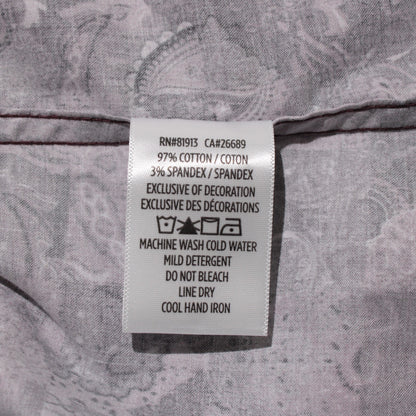 RN#81913 CA#26689
97% COTTON / COTON
3% SPANDEX / SPANDEX
EXCLUSIVE OF DECORATION
EXCLUSIVE DES DÉCORATIONS
MACHINE WASH COLD WATER
MILD DETERGENT
DO NOT BLEACH
LINE DRY
COOL HAND IRON